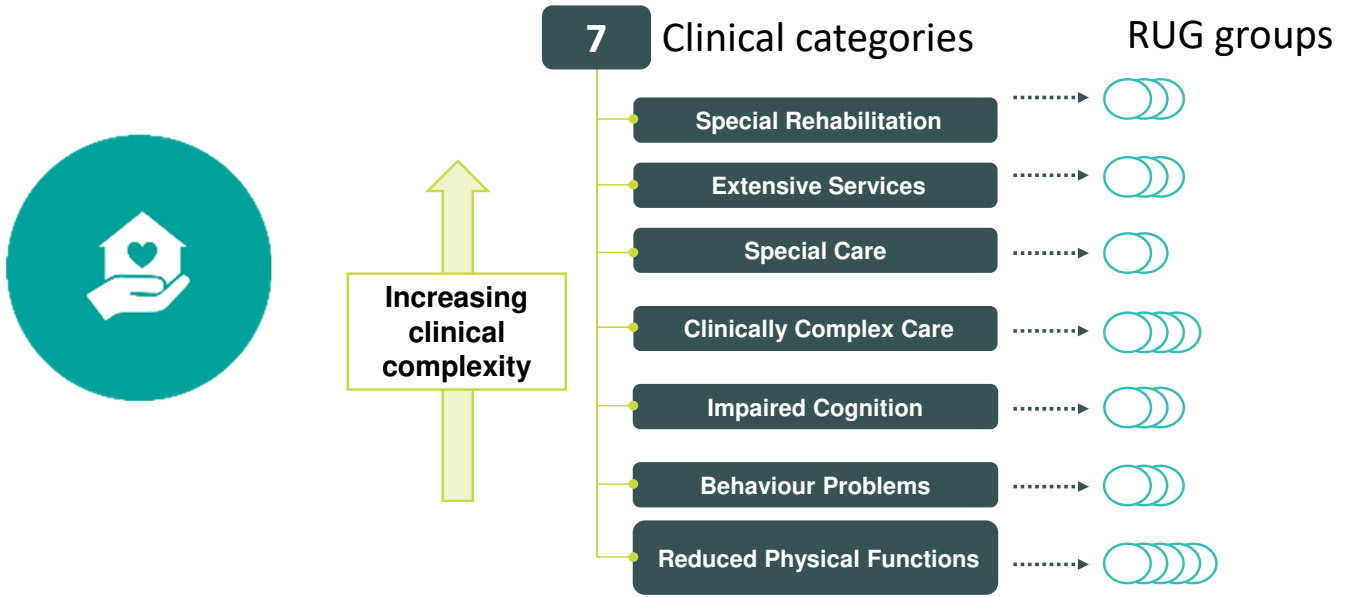 7 Clinical categories RUG groups
Special Rehabilitation
Extensive Services
Special Care
Increasing
clinical
complexity
Clinically Complex Care
Impaired Cognition
Behaviour Problems
Reduced Physical Functions